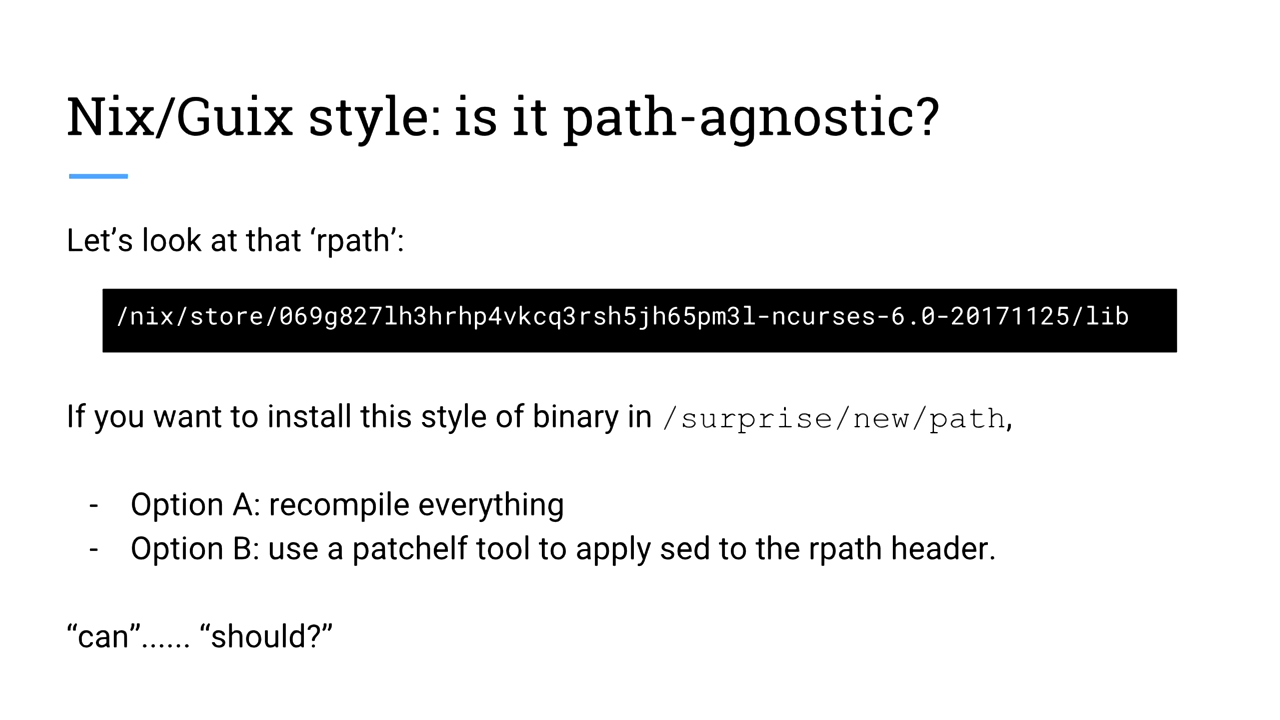 Nix/Guix style: is it path-agnostic?
Let’s look at that ‘rpath’:
/nix/store/069g827lh3hrhp4vkcq3rsh5jh65pm3l-ncurses-6.0-20171125/lib
If you want to install this style of binary in /surprise/new/path,
- Option A: recompile everything
- Option B: use a patchelf tool to apply sed to the rpath header.
“can”...... “should?”